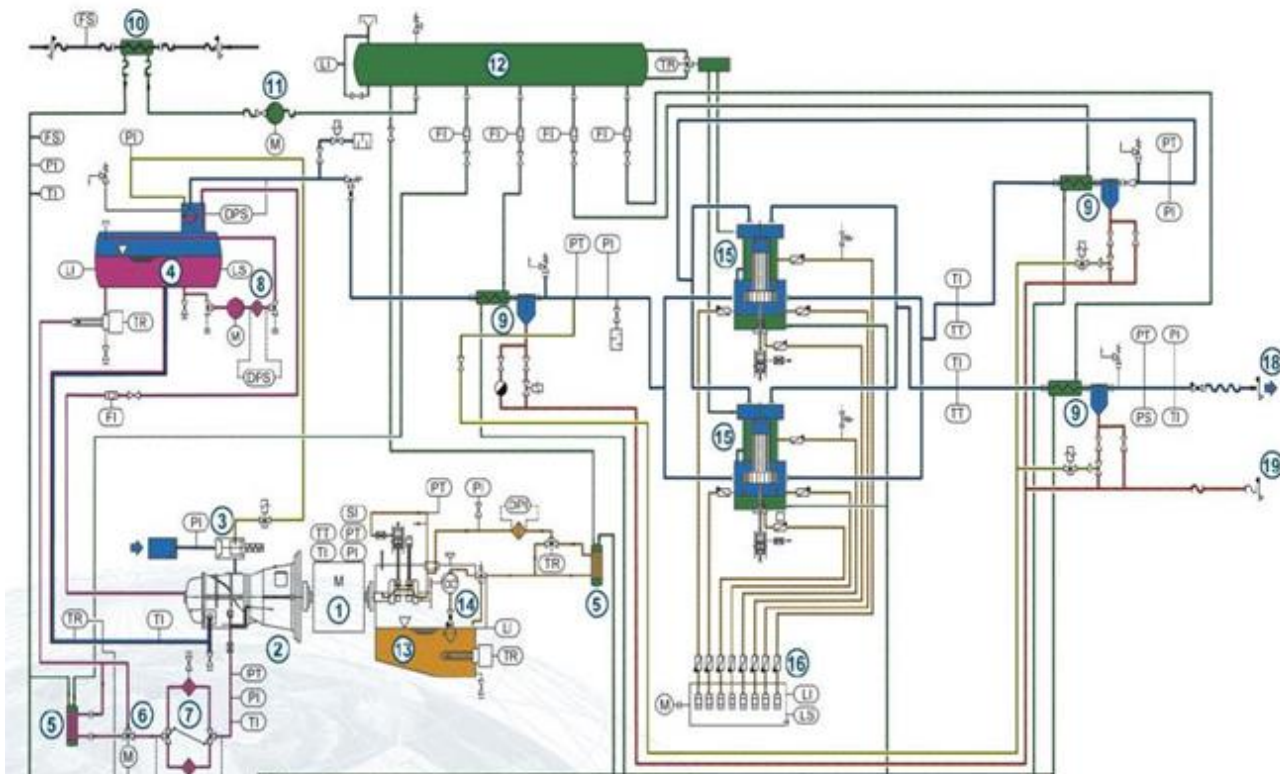 FS
10
12
LI
TR
11
M
FI
FI
FI
FI
FS
PI
TI
PI
DPS
LI
4
LS
8
TR
M
DPS
FI
9
PT
PI
15
15
9
PT
PI
TI
TT
TI
TT
9
PT
PI
PS
TI
18
19
3
PI
2
SI
TT
PT
TI
PI
M
1
PT
PI
DPI
TR
14
5
13
LI
TR
TR
TI
5
6
M
7
PT
PI
TI
16
M
LI
LS